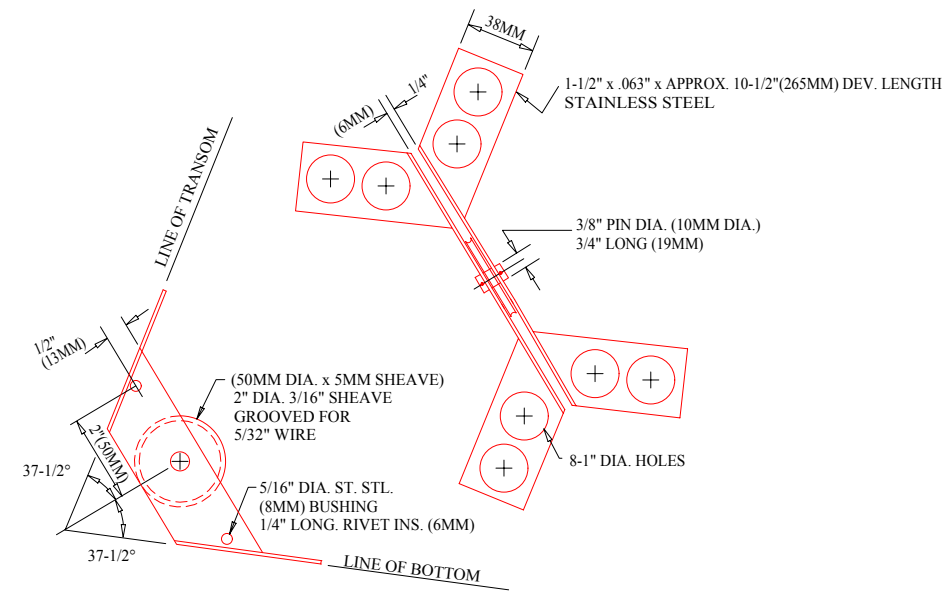 38MM
1/4"
(6MM)
1-1/2" x .063" x APPROX. 10-1/2"(265MM) DEV. LENGTH
STAINLESS STEEL
LINE OF TRANSOM
3/8" PIN DIA. (10MM DIA.)
3/4" LONG (19MM)
1/2"
(13MM)
(50MM DIA. x 5MM SHEAVE)
2" DIA. 3/16" SHEAVE
GROOVED FOR
5/32" WIRE
2"(50MM)
37-1/2°
8-1" DIA. HOLES
5/16" DIA. ST. STL.
(8MM) BUSHING
1/4" LONG. RIVET INS. (6MM)
37-1/2°
LINE OF BOTTOM